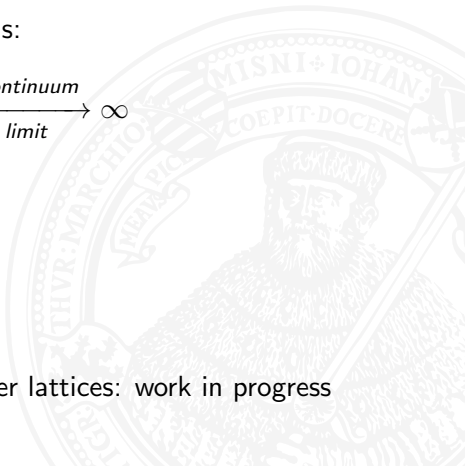 s:
ontinuum
→ ∞
limit
MISNI · IOHAN
COEPIT · DOCERE
THVR : MARCHIO
er lattices: work in progress